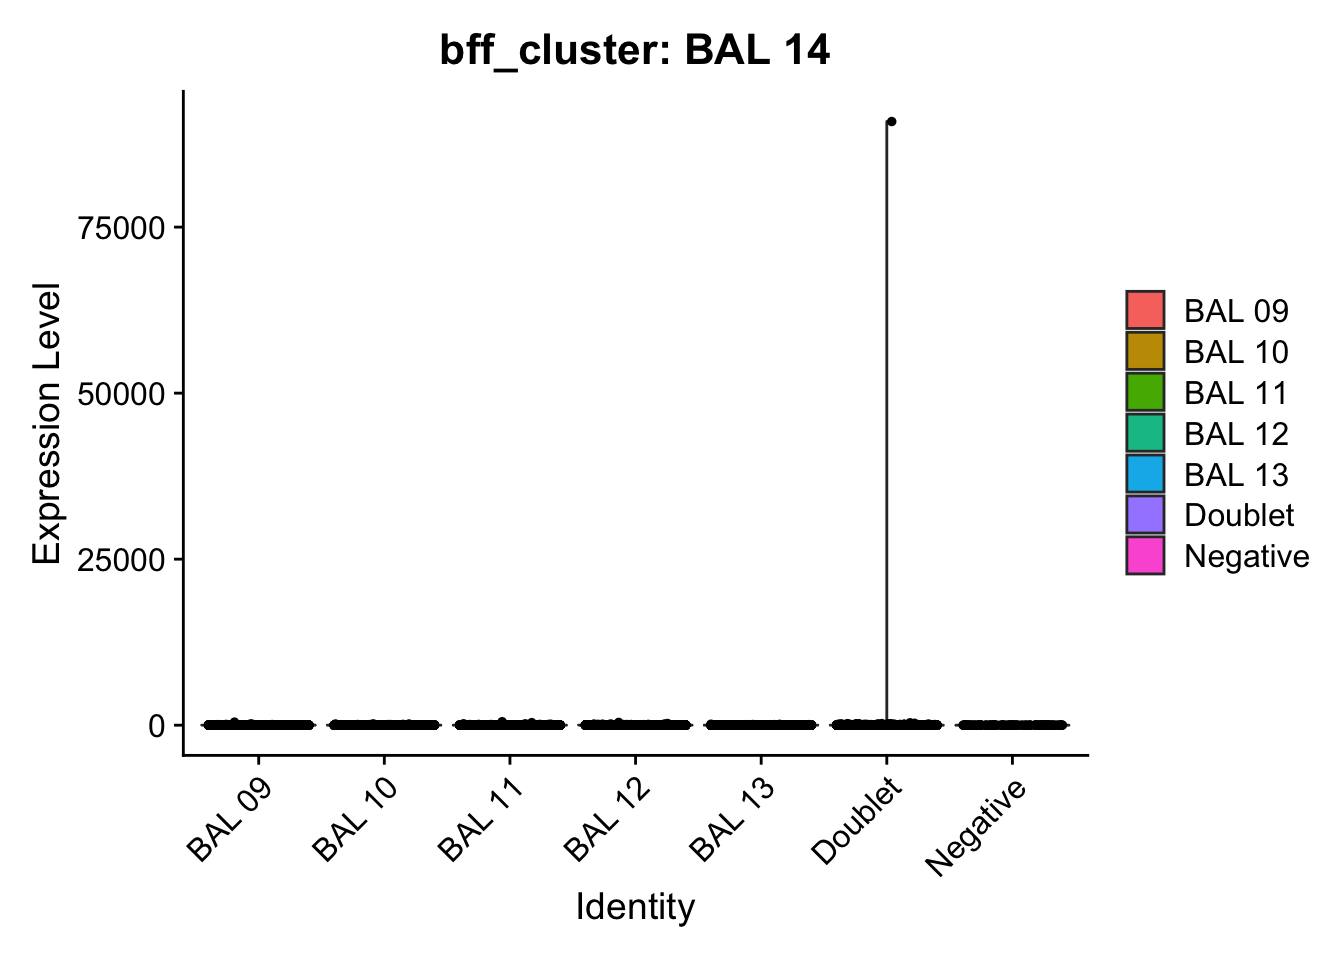 bff_cluster: BAL 14
Expression Level
75000
50000
25000
0
BAL 09
BAL 10
BAL 11
BAL 12
BAL 13
Doublet
Negative
Identity
BAL 09
BAL 10
BAL 11
BAL 12
BAL 13
Doublet
Negative